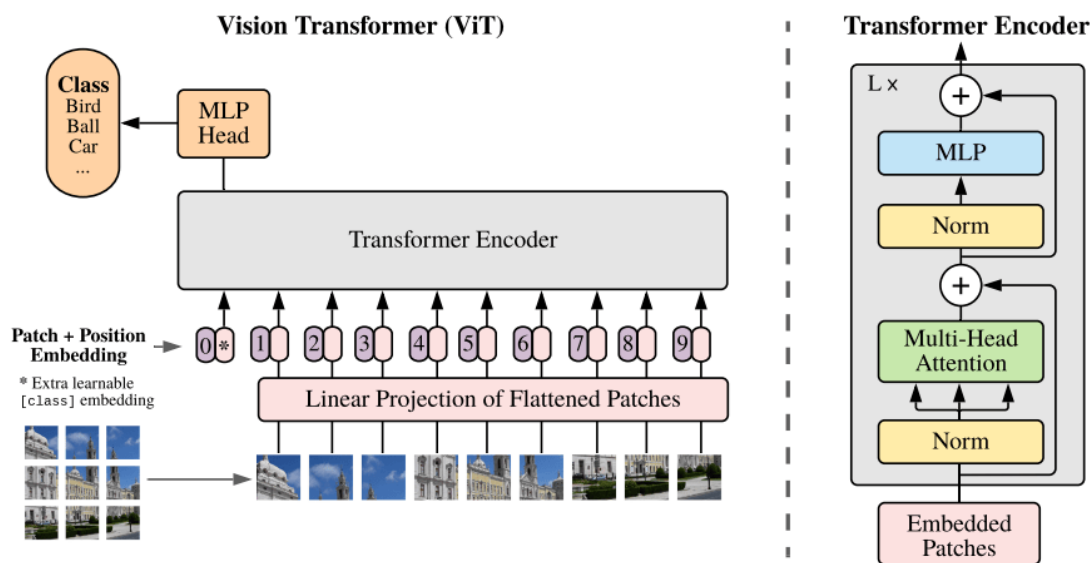 Vision Transformer (ViT)
Class
Bird
Ball
Car
...
MLP
Head
Transformer Encoder
Patch + Position
Embedding
* Extra learnable
[class] embedding
0 * 1 2 3 4 5 6 7 8 9
Linear Projection of Flattened Patches
Transformer Encoder
L ×
+
MLP
Norm
+
Multi-Head
Attention
Norm
Embedded
Patches